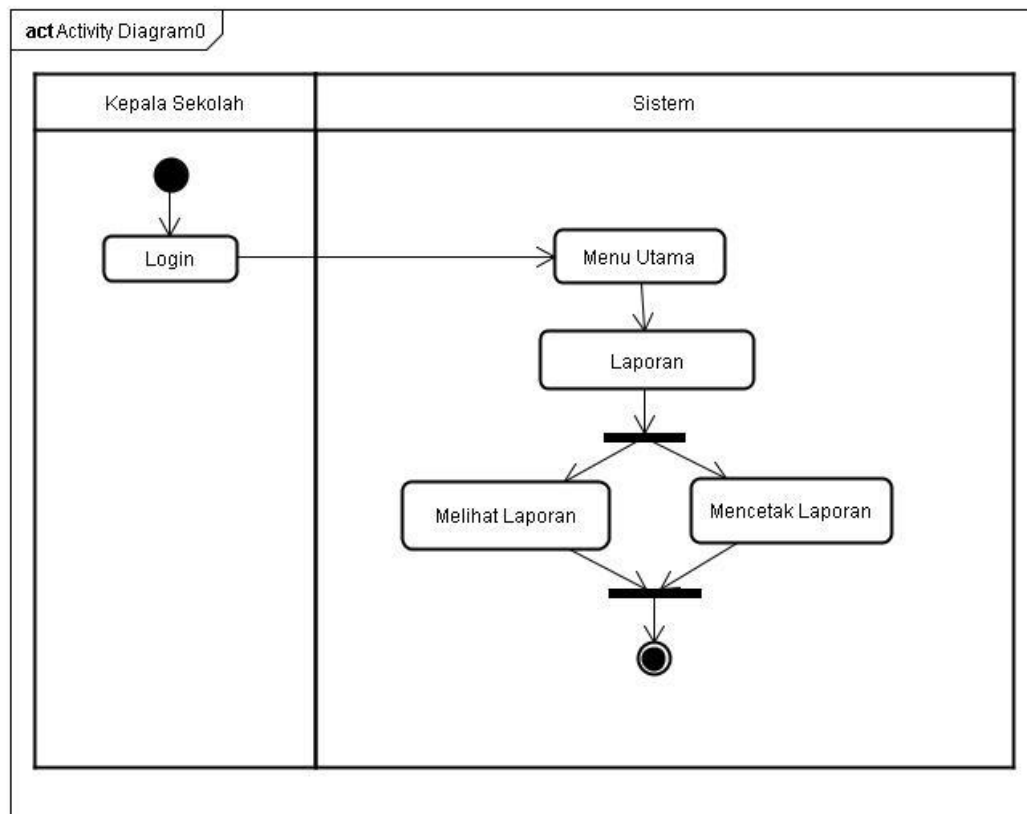 act Activity Diagram0
Kepala Sekolah
Sistem
Login
Menu Utama
Laporan
Melihat Laporan
Mencetak Laporan